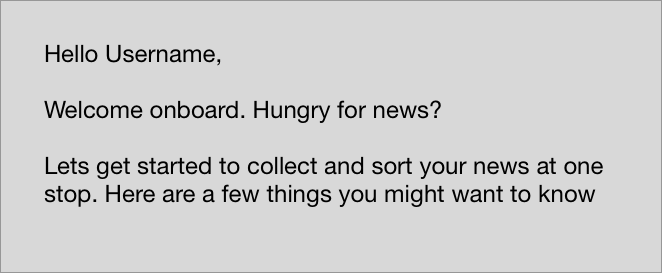 Hello Username,
Welcome onboard. Hungry for news?
Lets get started to collect and sort your news at one
stop. Here are a few things you might want to know